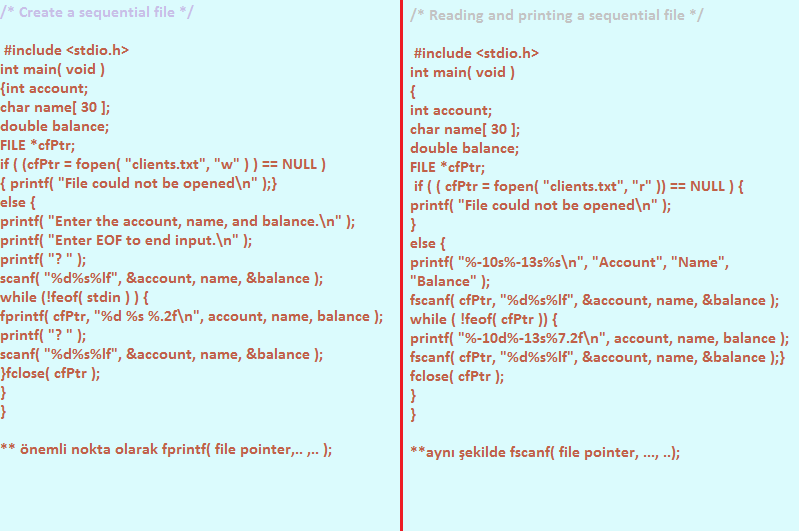 /* Create a sequential file */
#include <stdio.h>
int main( void )
{int account;
char name[ 30 ];
double balance;
FILE *cfPtr;
if ( (cfPtr = fopen( "clients.txt", "w" ) ) == NULL )
{ printf( "File could not be opened\n" );}
else {
printf( "Enter the account, name, and balance.\n" );
printf( "Enter EOF to end input.\n" );
printf( "? " );
scanf( "%d%s%lf", &account, name, &balance );
while (!feof( stdin ) ) {
fprintf( cfPtr, "%d %s %.2f\n", account, name, balance );
printf( "? " );
scanf( "%d%s%lf", &account, name, &balance );
}fclose( cfPtr );
}
}
** önemli nokta olarak fprintf( file pointer,.. ,.. );
/* Reading and printing a sequential file */
#include <stdio.h>
int main( void )
{
int account;
char name[ 30 ];
double balance;
FILE *cfPtr;
if ( ( cfPtr = fopen( "clients.txt", "r" )) == NULL ) {
printf( "File could not be opened\n" );
}
else {
printf( "%-10s%-13s%s\n", "Account", "Name",
"Balance" );
fscanf( cfPtr, "%d%s%lf", &account, name, &balance );
while ( !feof( cfPtr )) {
printf( "%-10d%-13s%7.2f\n", account, name, balance );
fscanf( cfPtr, "%d%s%lf", &account, name, &balance );}
fclose( cfPtr );
}
}
**aynı şekilde fscanf( file pointer, ..., ..);